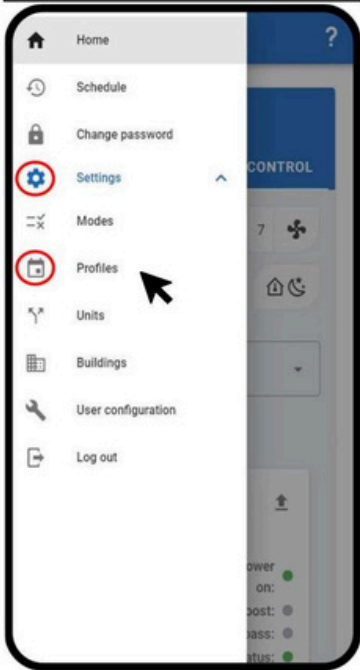 Home
?
Schedule
Change password
CONTROL
Settings
Modes
7
Profiles
Units
Buildings
User configuration
Log out
on: